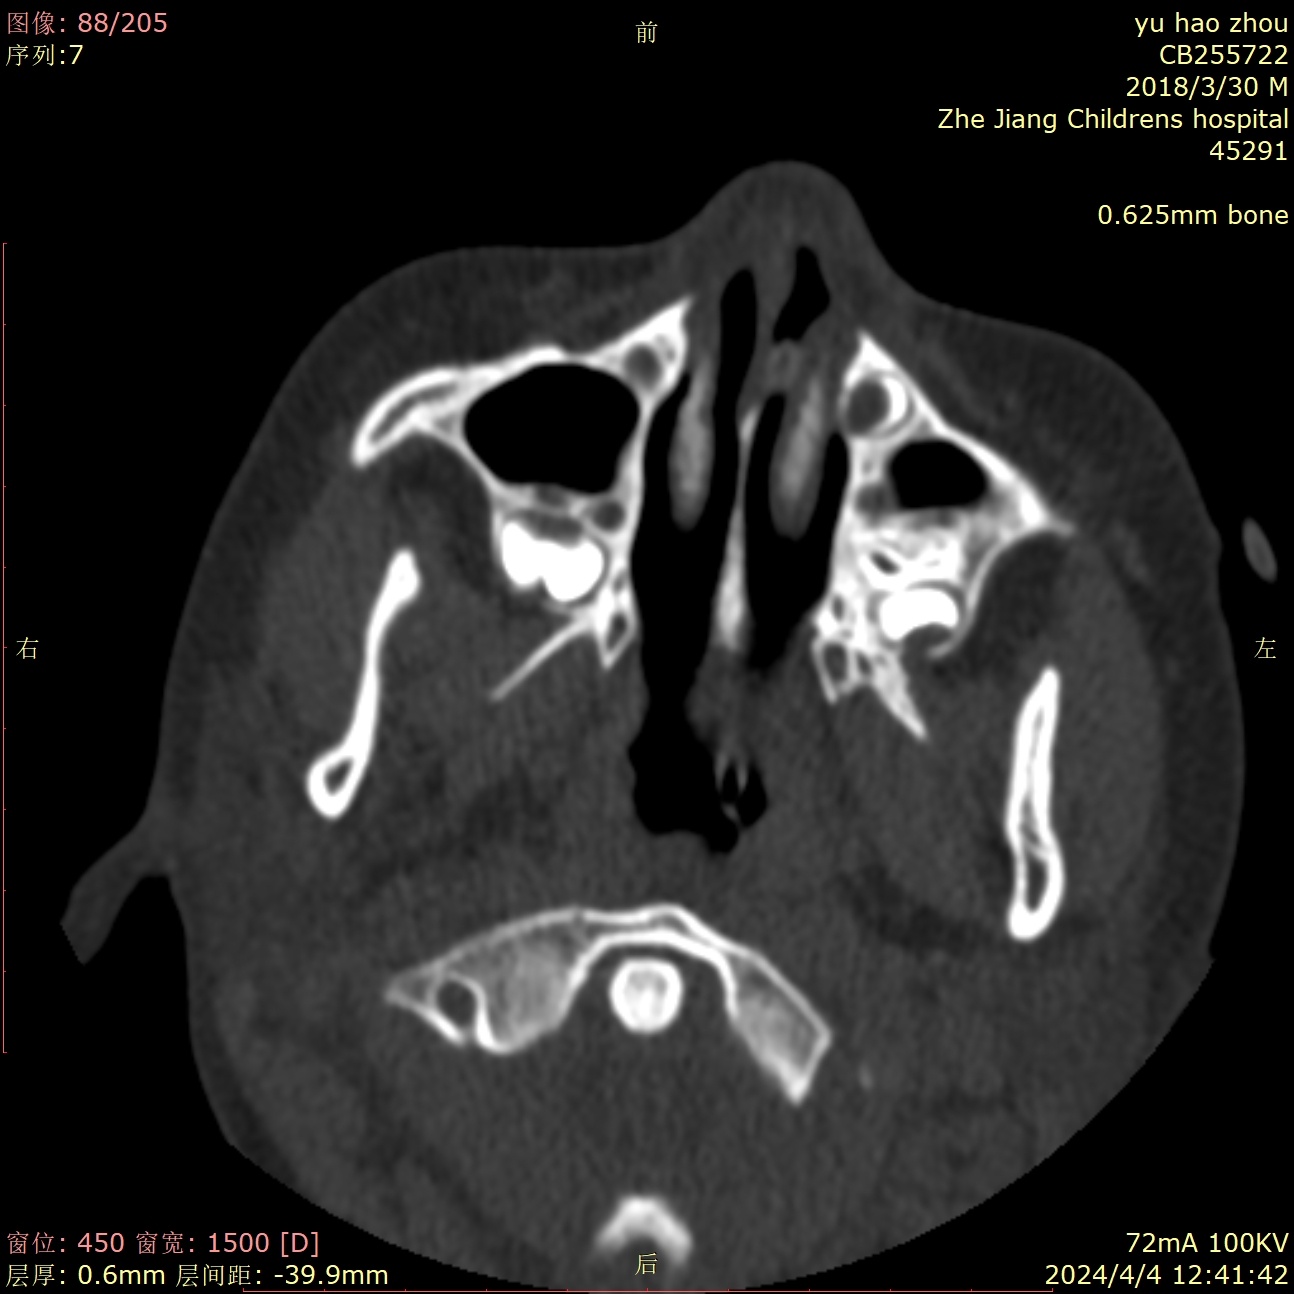 图像: 88/205
序列:7
前
yu hao zhou
CB255722
2018/3/30 M
Zhe Jiang Childrens hospital
45291
0.625mm bone
右
左
窗位: 450 窗宽: 1500 [D]
层厚: 0.6mm 层间距: -39.9mm
后
72mA 100KV
2024/4/4 12:41:42